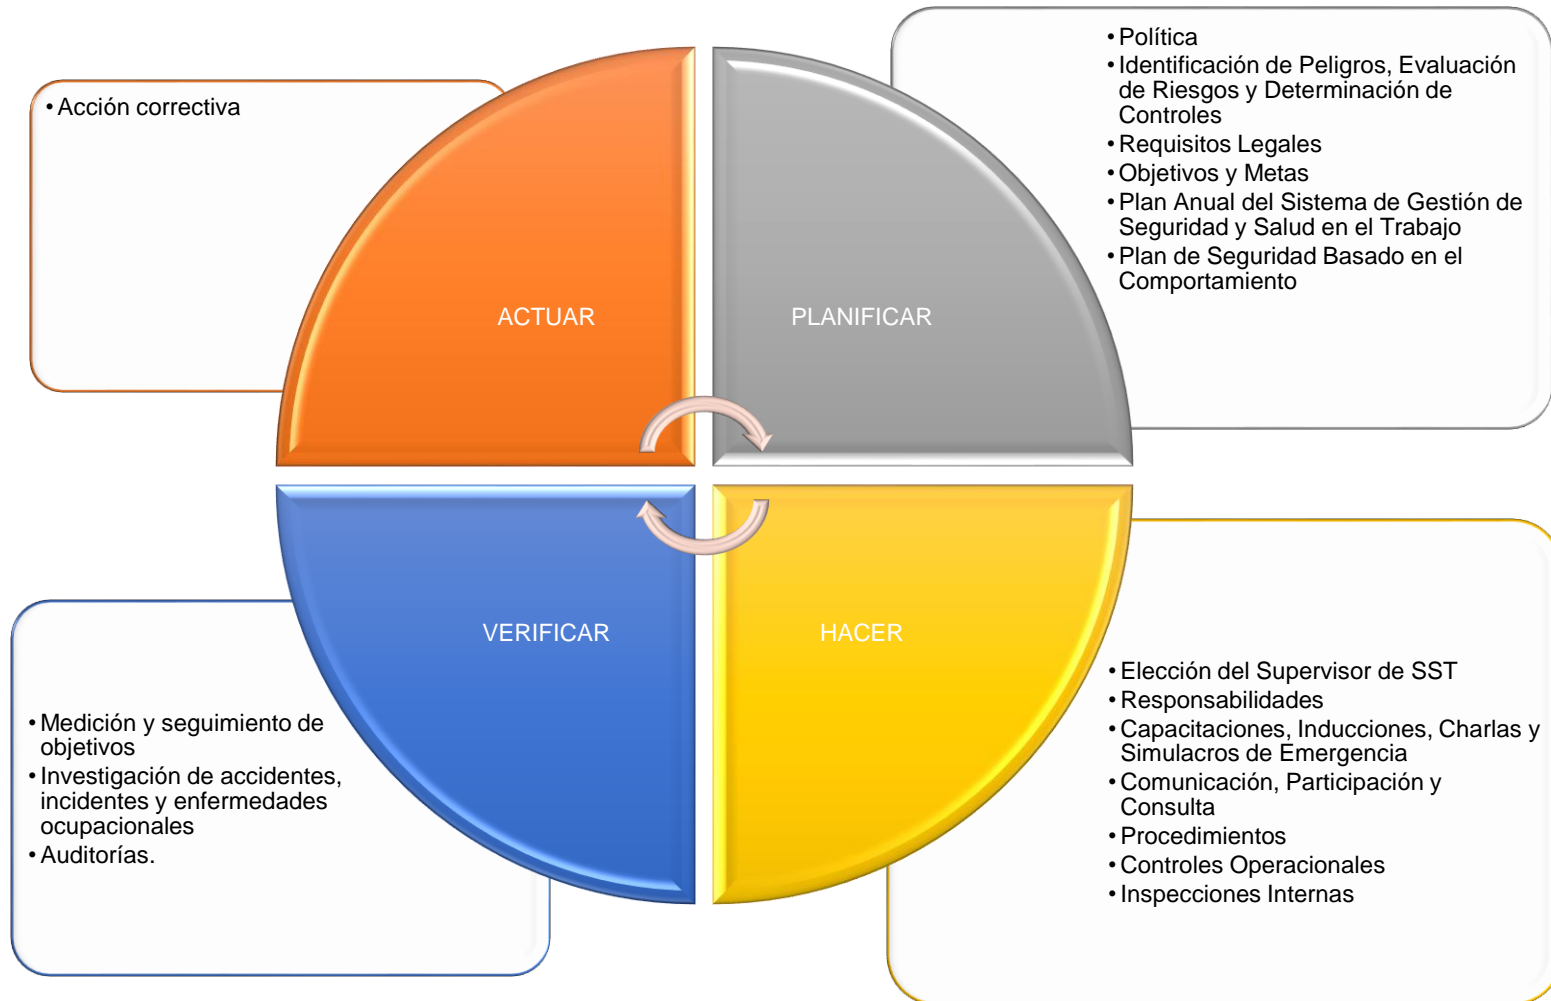 • Acción correctiva
ACTUAR
PLANIFICAR
• Política
• Identificación de Peligros, Evaluación
de Riesgos y Determinación de
Controles
• Requisitos Legales
• Objetivos y Metas
• Plan Anual del Sistema de Gestión de
Seguridad y Salud en el Trabajo
• Plan de Seguridad Basado en el
Comportamiento
VERIFICAR
HACER
• Medición y seguimiento de
objetivos
• Investigación de accidentes,
incidentes y enfermedades
ocupacionales
• Auditorías.
• Elección del Supervisor de SST
• Responsabilidades
• Capacitaciones, Inducciones, Charlas y
Simulacros de Emergencia
• Comunicación, Participación y
Consulta
• Procedimientos
• Controles Operacionales
• Inspecciones Internas